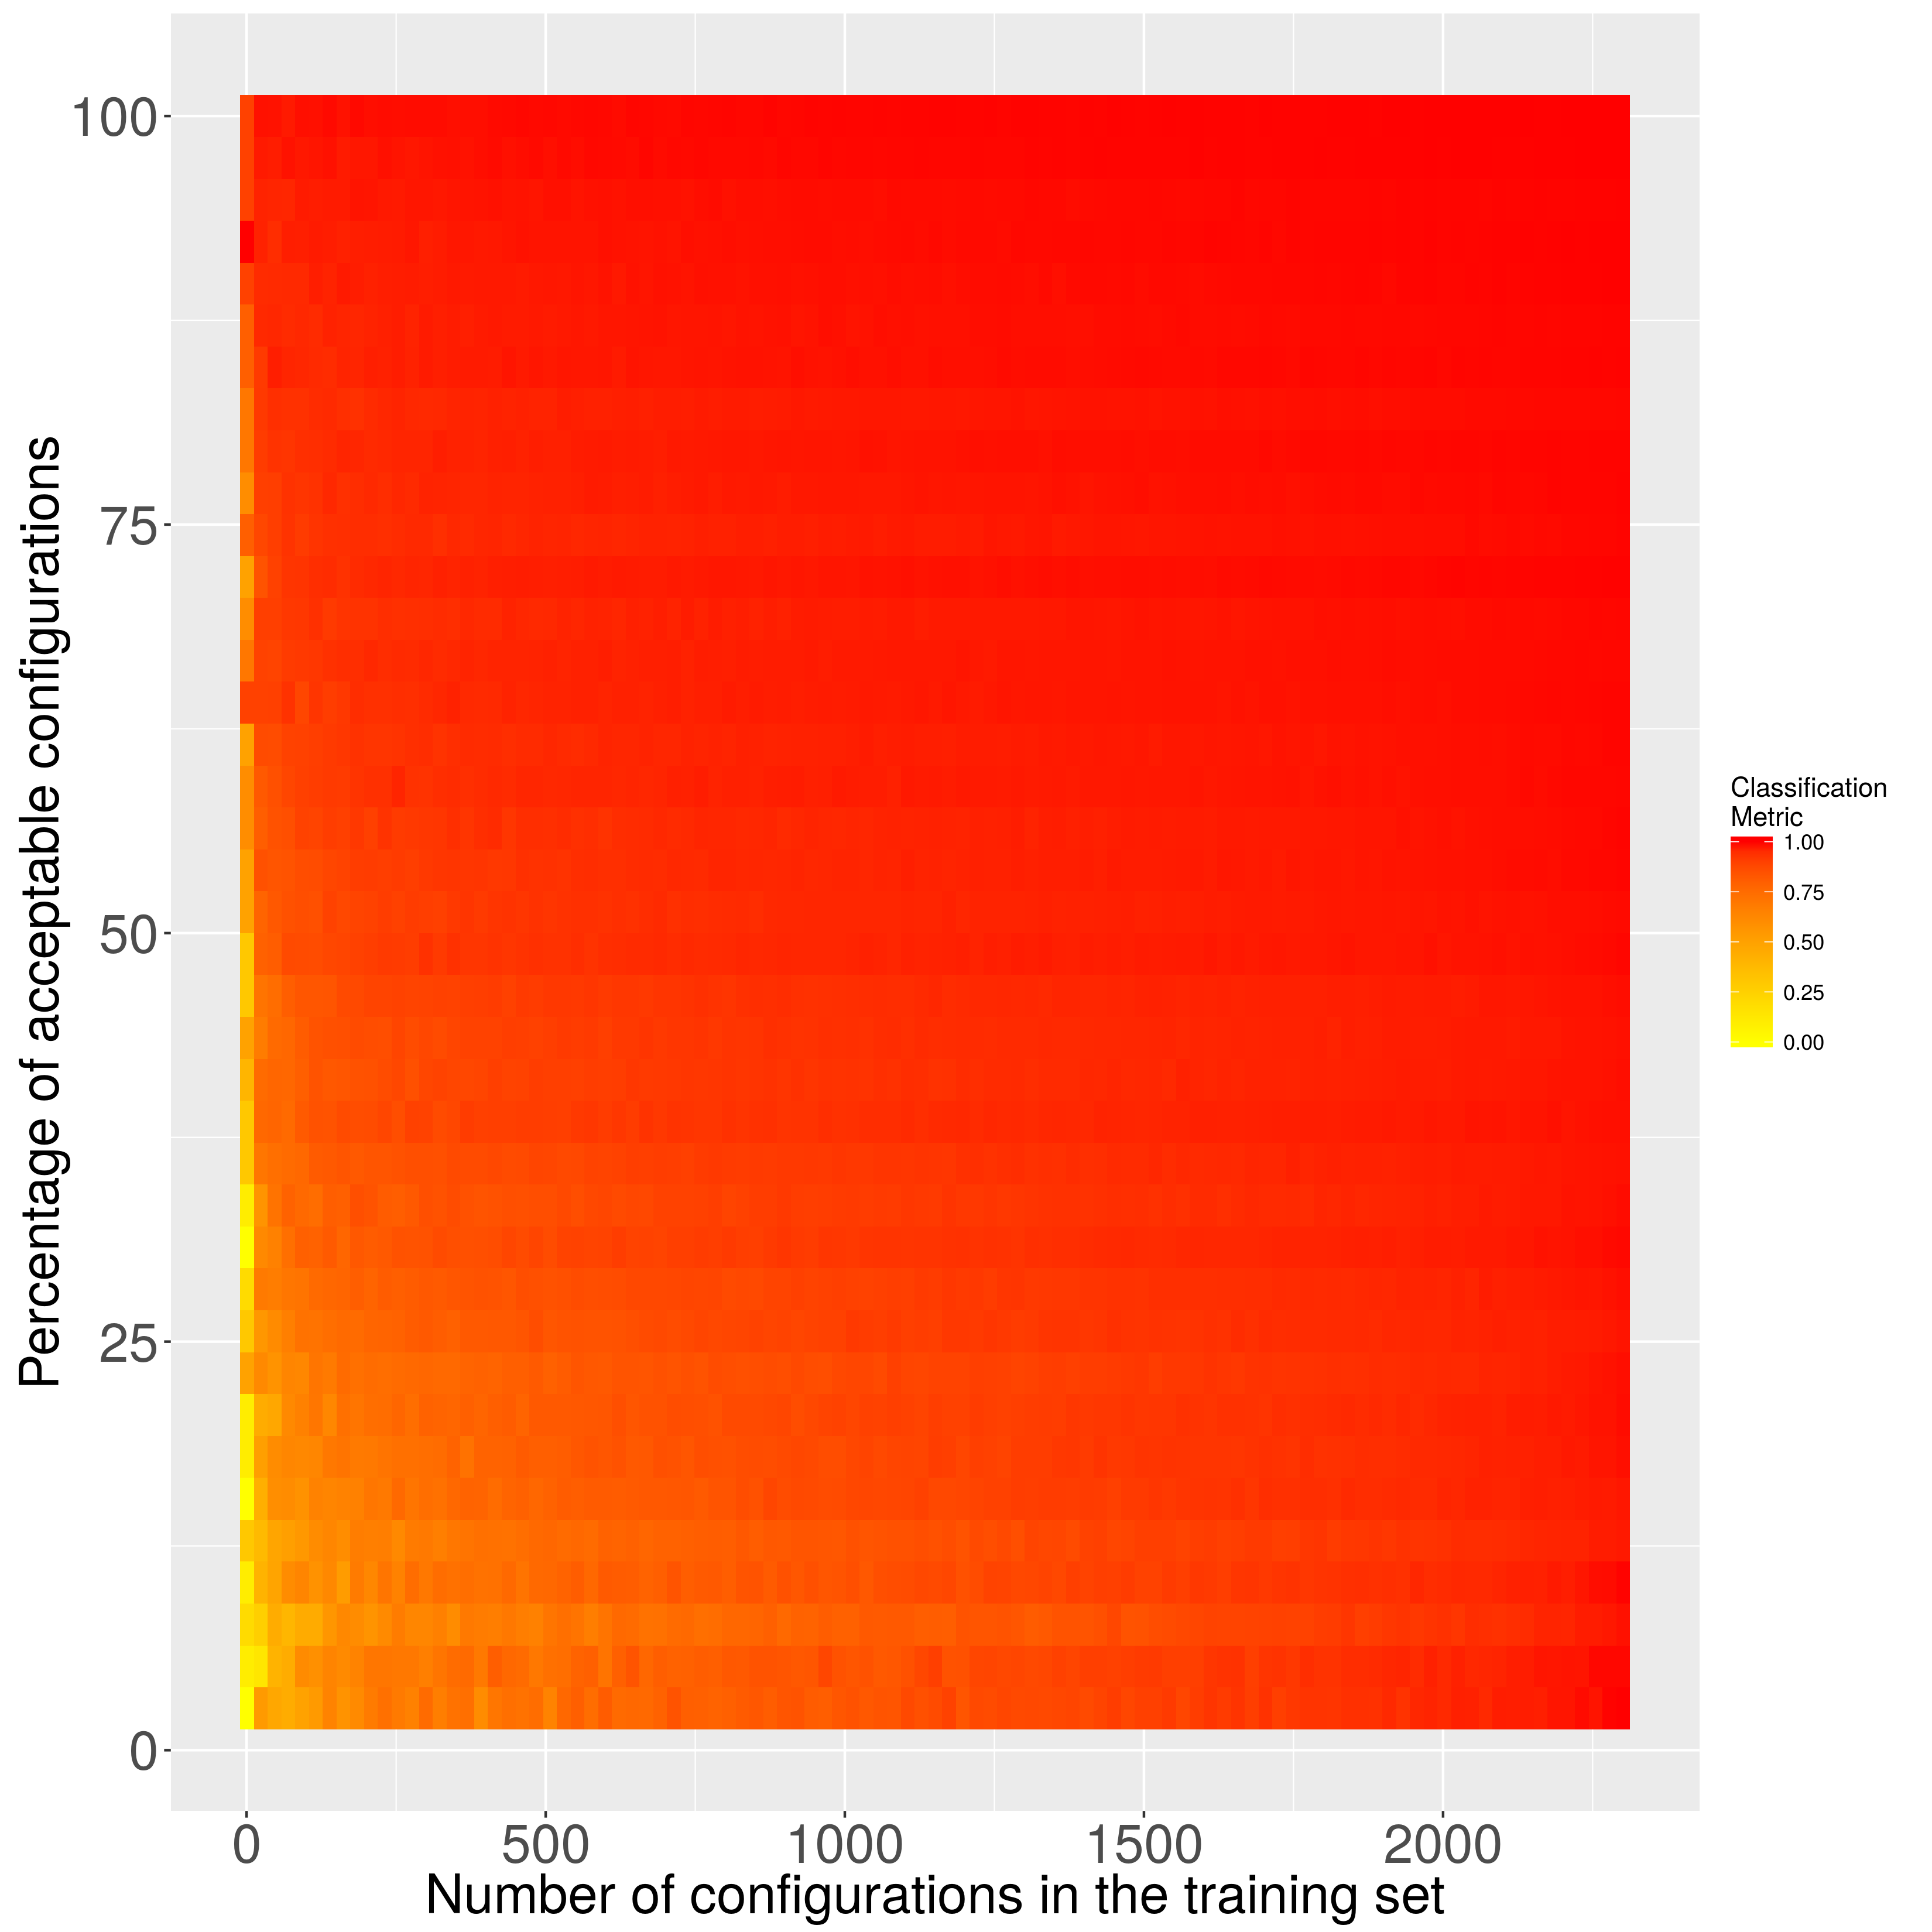 Percentage of acceptable configurations
100
75
50
25
0
0 500 1000 1500 2000
Number of configurations in the training set
Classification
Metric
1.00
0.75
0.50
0.25
0.00